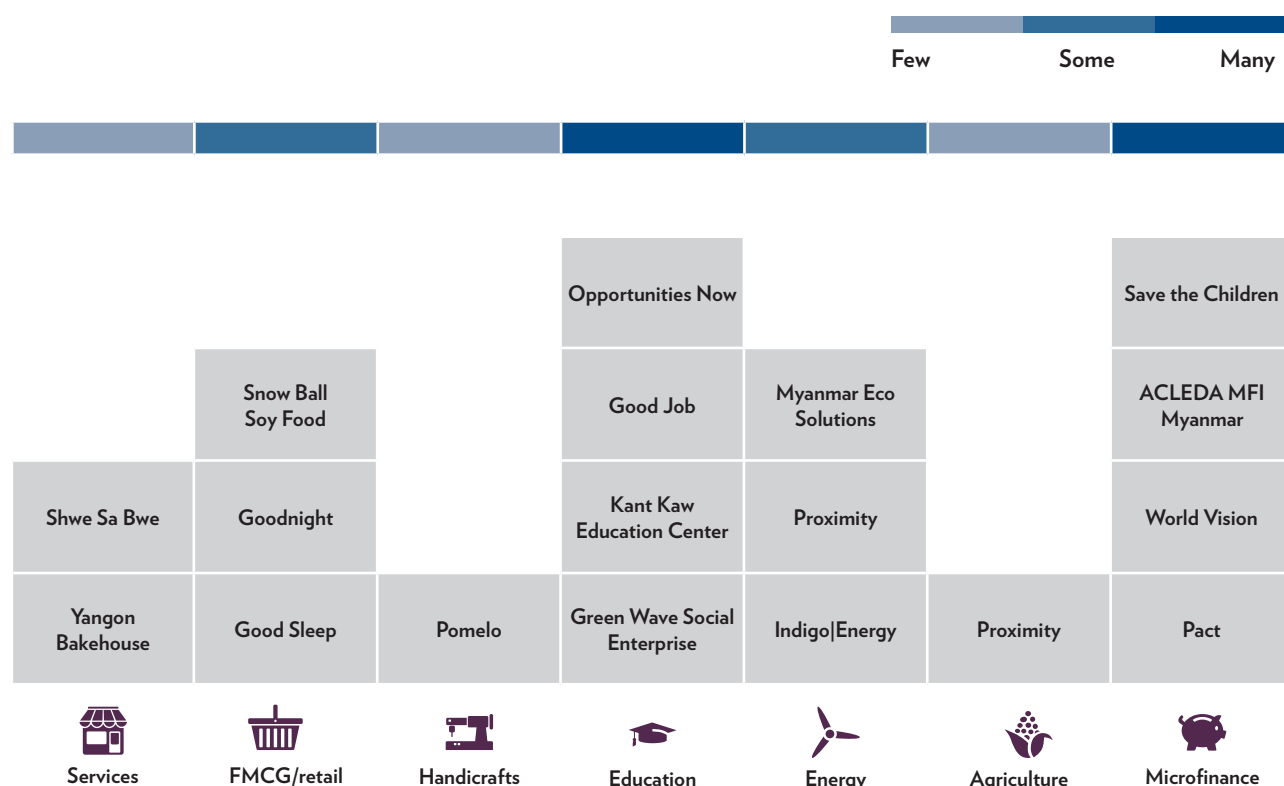 Few Some Many
Opportunities Now
Save the Children
Snow Ball
Soy Food
Good Job
Myanmar Eco
Solutions
ACLEDA MFI
Myanmar
Shwe Sa Bwe
Goodnight
Kant Kaw
Education Center
Proximity
World Vision
Yangon
Bakehouse
Good Sleep
Pomelo
Green Wave Social
Enterprise
Indigo|Energy
Proximity
Pact
Services
FMCG/retail
Handicrafts
Education
Energy
Agriculture
Microfinance